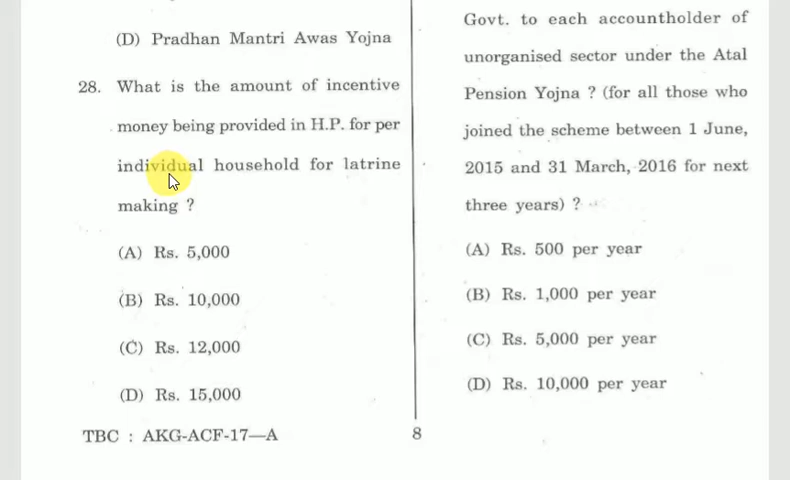 (D) Pradhan Mantri Awas Yojna
28. What is the amount of incentive
money being provided in H.P. for per
individual household for latrine
making ?
(A) Rs. 5,000
(B) Rs. 10,000
(C) Rs. 12,000
(D) Rs. 15,000
Govt. to each accountholder of
unorganised sector under the Atal
Pension Yojna ? (for all those who
joined the scheme between 1 June,
2015 and 31 March, 2016 for next
three years) ?
(A) Rs. 500 per year
(B) Rs. 1,000 per year
(C) Rs. 5,000 per year
(D) Rs. 10,000 per year
TBC : AKG-ACF-17—A
8